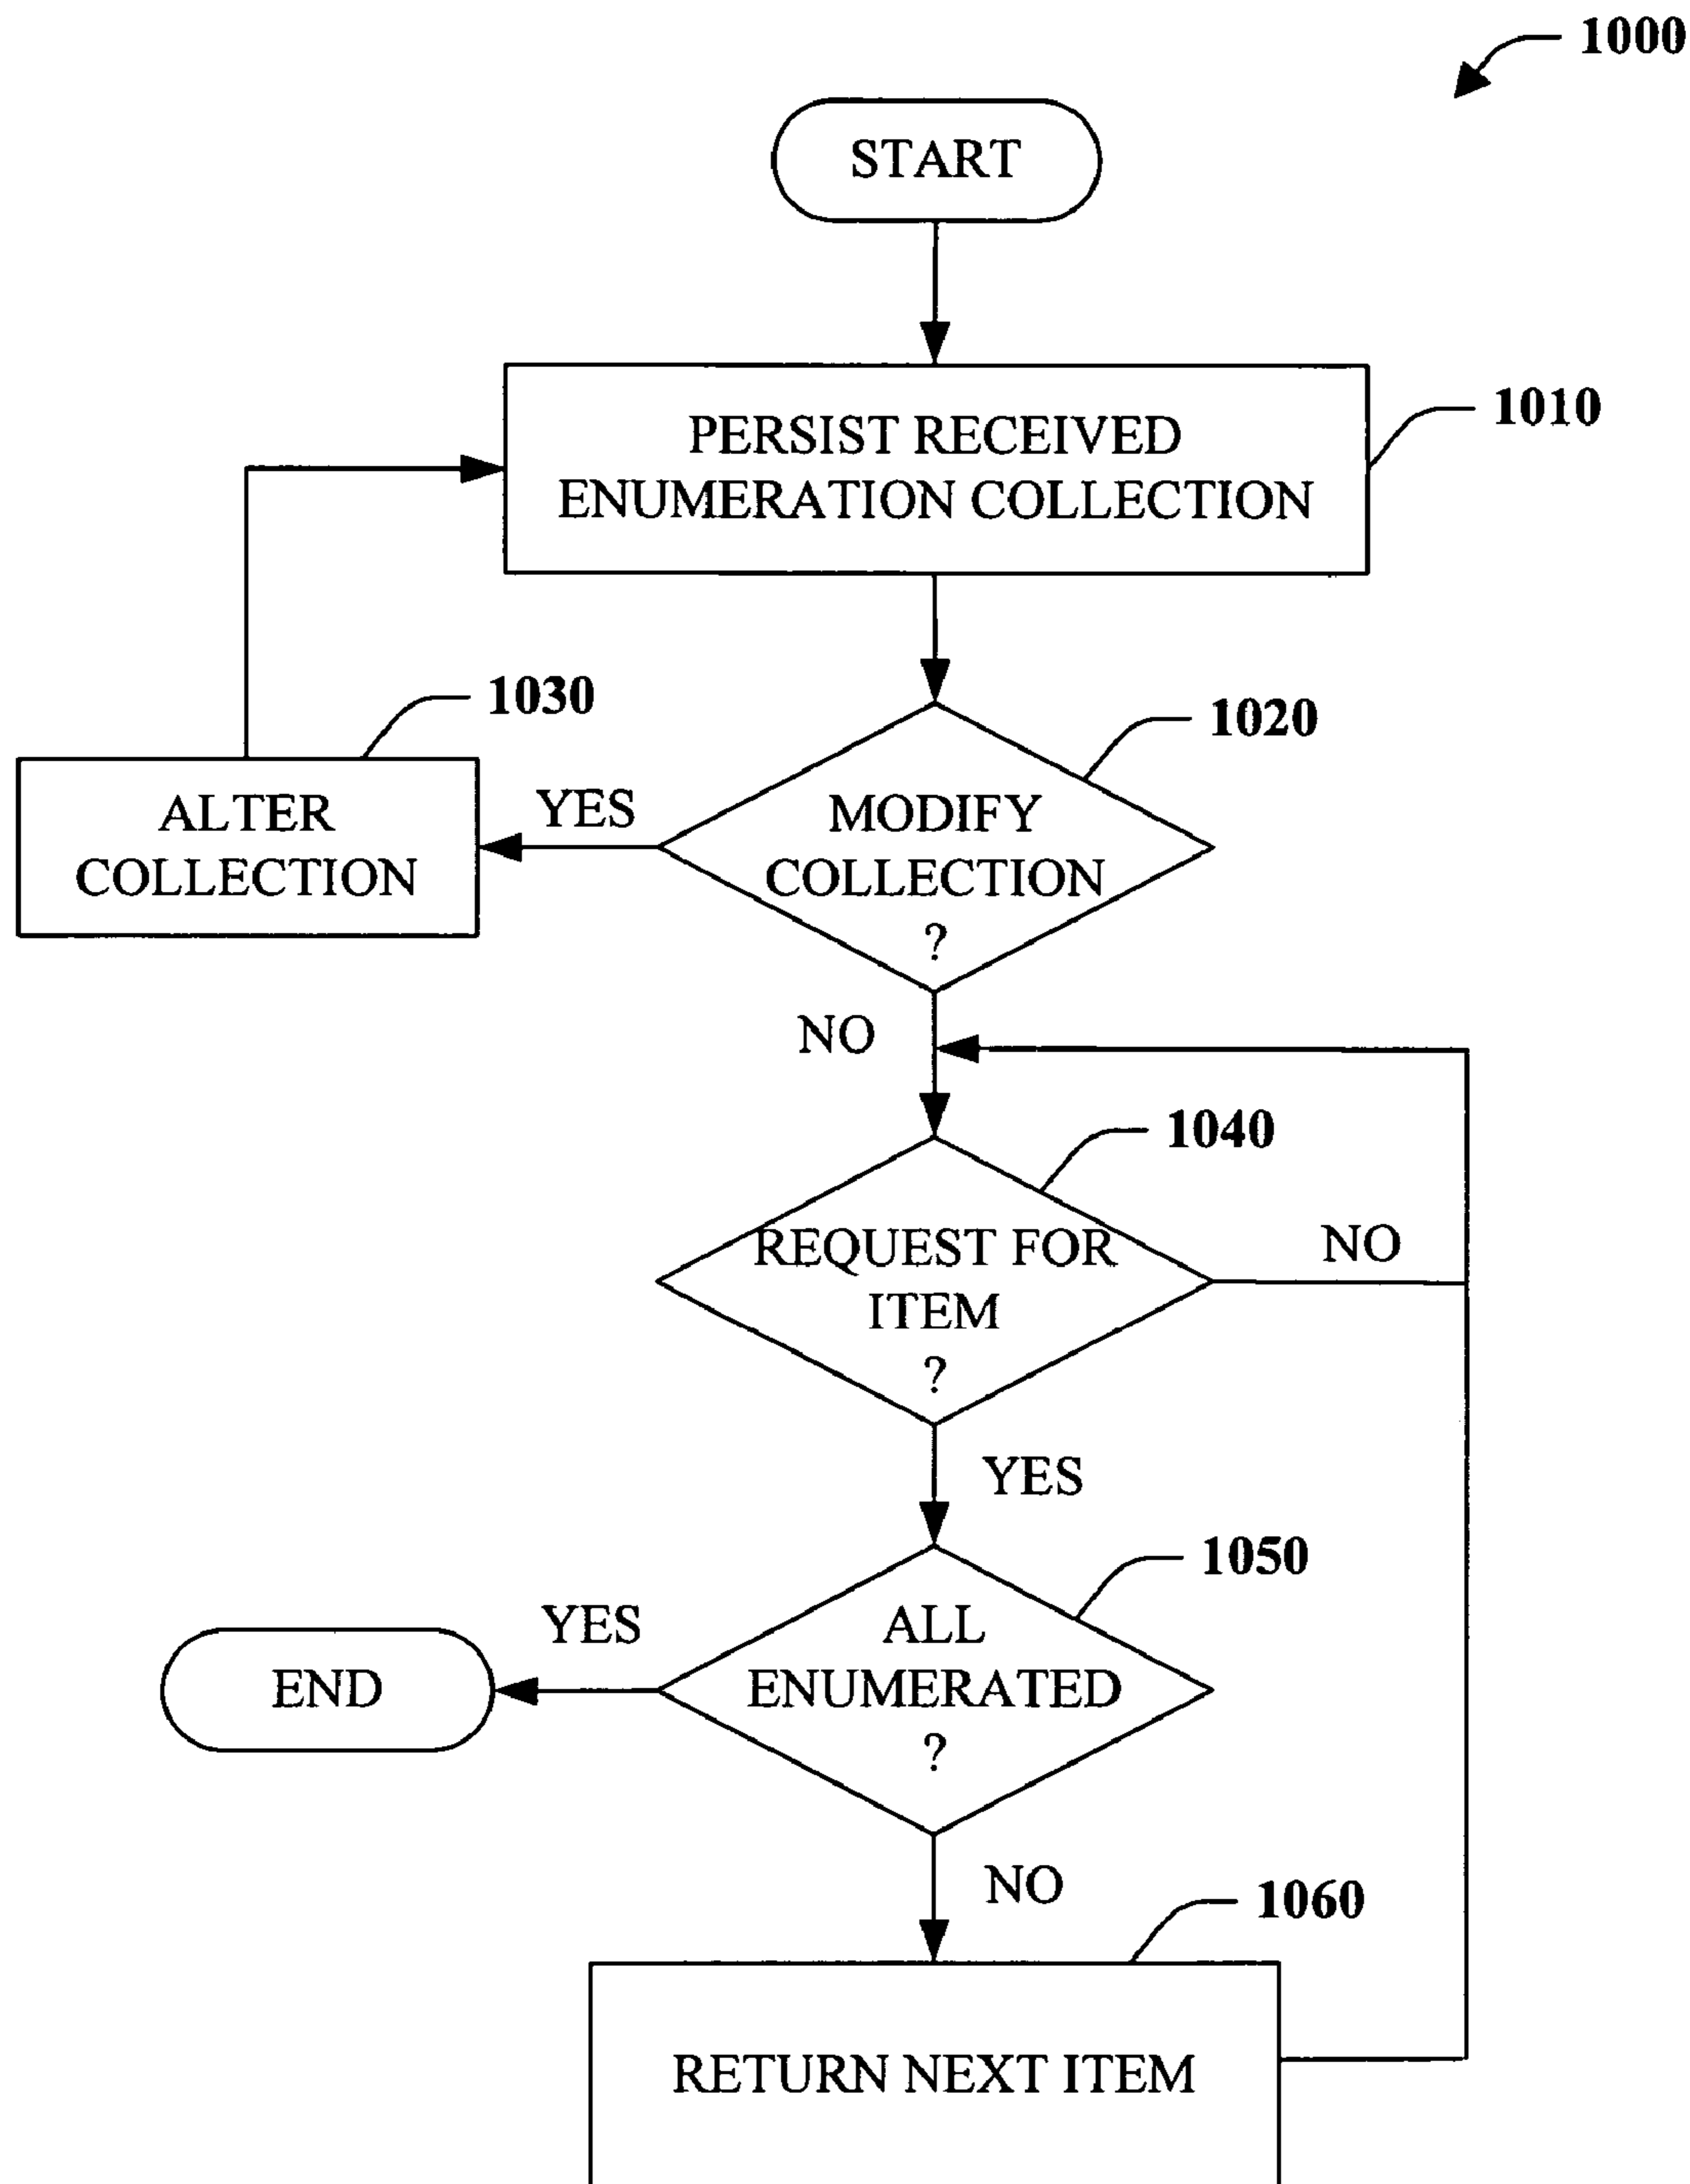 1000
START
PERSIST RECEIVED
ENUMERATION COLLECTION
1010
1030
1020
ALTER
COLLECTION
YES
MODIFY
COLLECTION
?
NO
1040
REQUEST FOR
ITEM
?
NO
YES
1050
YES
ALL
ENUMERATED
?
END
NO
1060
RETURN NEXT ITEM